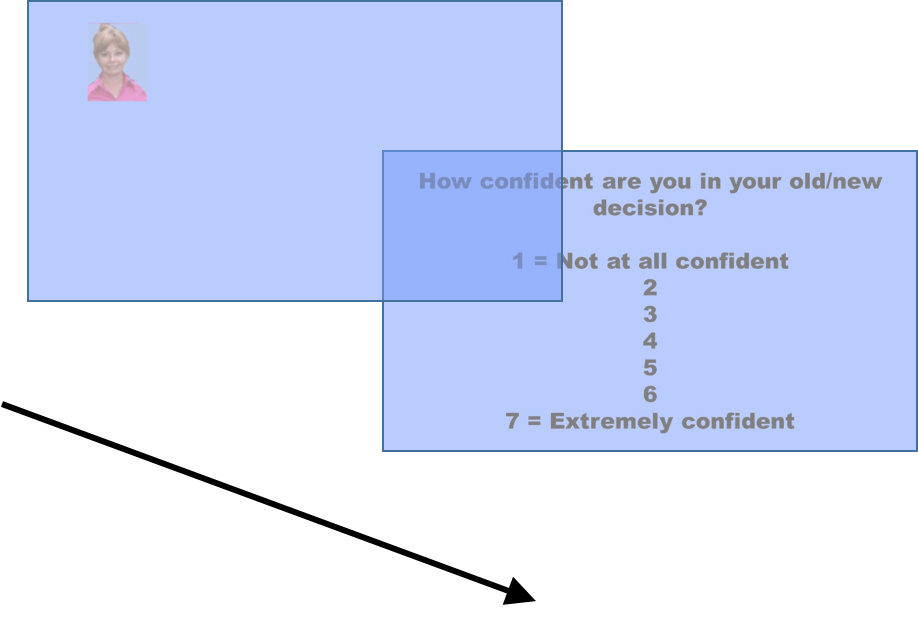 How confident are you in your old/new
decision?
1 = Not at all confident
2
3
4
5
6
7 = Extremely confident